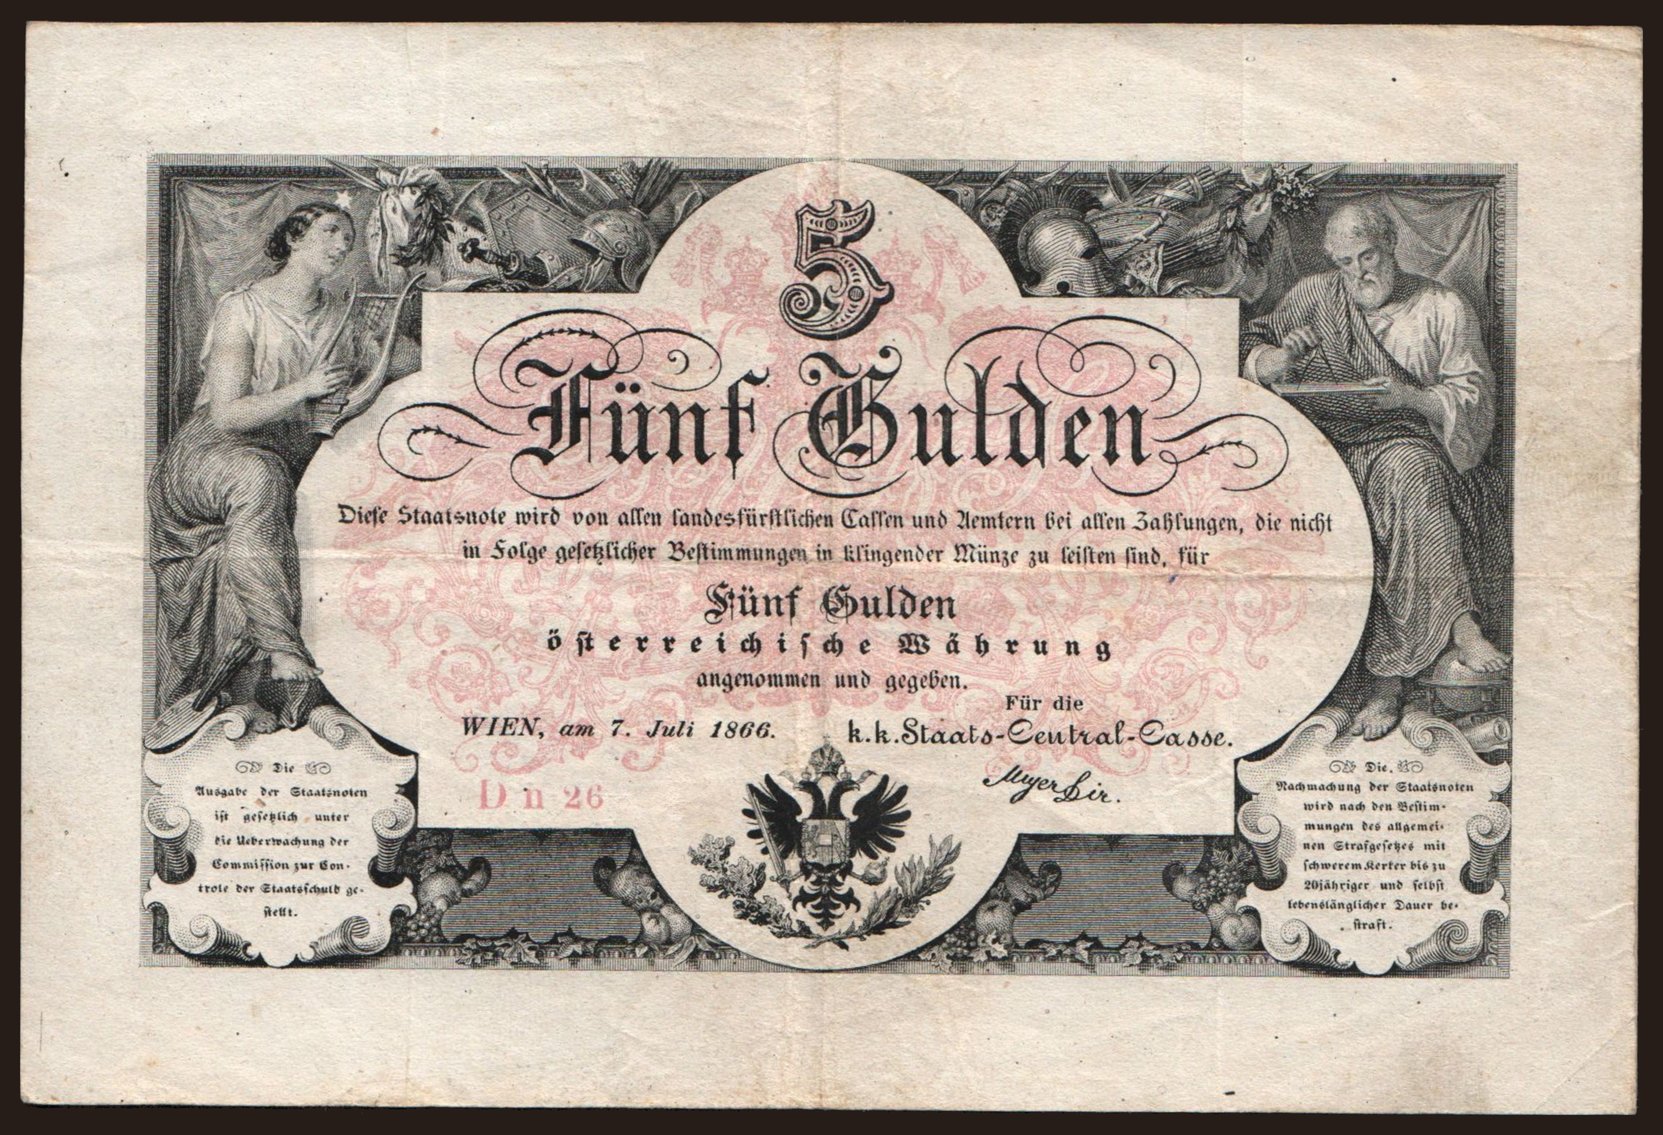 5
Fünf Gulden
Diese Staatsnote wird von allen landesfürstlichen Cassen und Aemtern bei allen Zahlungen, die nicht
in Folge gesetzlicher Bestimmungen in klingender Münze zu leisten sind, für
Fünf Gulden
österreichische Währung
angenommen und gegeben.
WIEN, am 7. Juli 1866.
Für die
k.k. Staats-Central-Casse.
Mayer Dir.
D n 26
Die
Ausgabe der Staatsnoten
ist gesetzlich unter
die Ueberwachung der
Commission zur Con-
trole der Staatsschuld ge-
stellt.
Die
Nachmachung der Staatsnoten
wird nach den Bestim-
mungen des allgemei-
nen Strafgesetzes mit
schwerem Kerker bis zu
20jähriger und selbst
lebenslänglicher Dauer be-
straft.